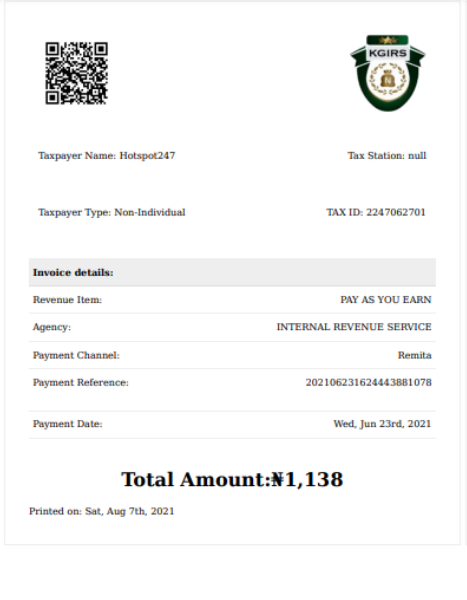 KGIRS
Taxpayer Name: Hotspot247
Tax Station: null
Taxpayer Type: Non-Individual
TAX ID: 2247062701
Invoice details:
Revenue Item: PAY AS YOU EARN
Agency: INTERNAL REVENUE SERVICE
Payment Channel: Remita
Payment Reference: 202106231624443881078
Payment Date: Wed, Jun 23rd, 2021
Total Amount:₦1,138
Printed on: Sat, Aug 7th, 2021